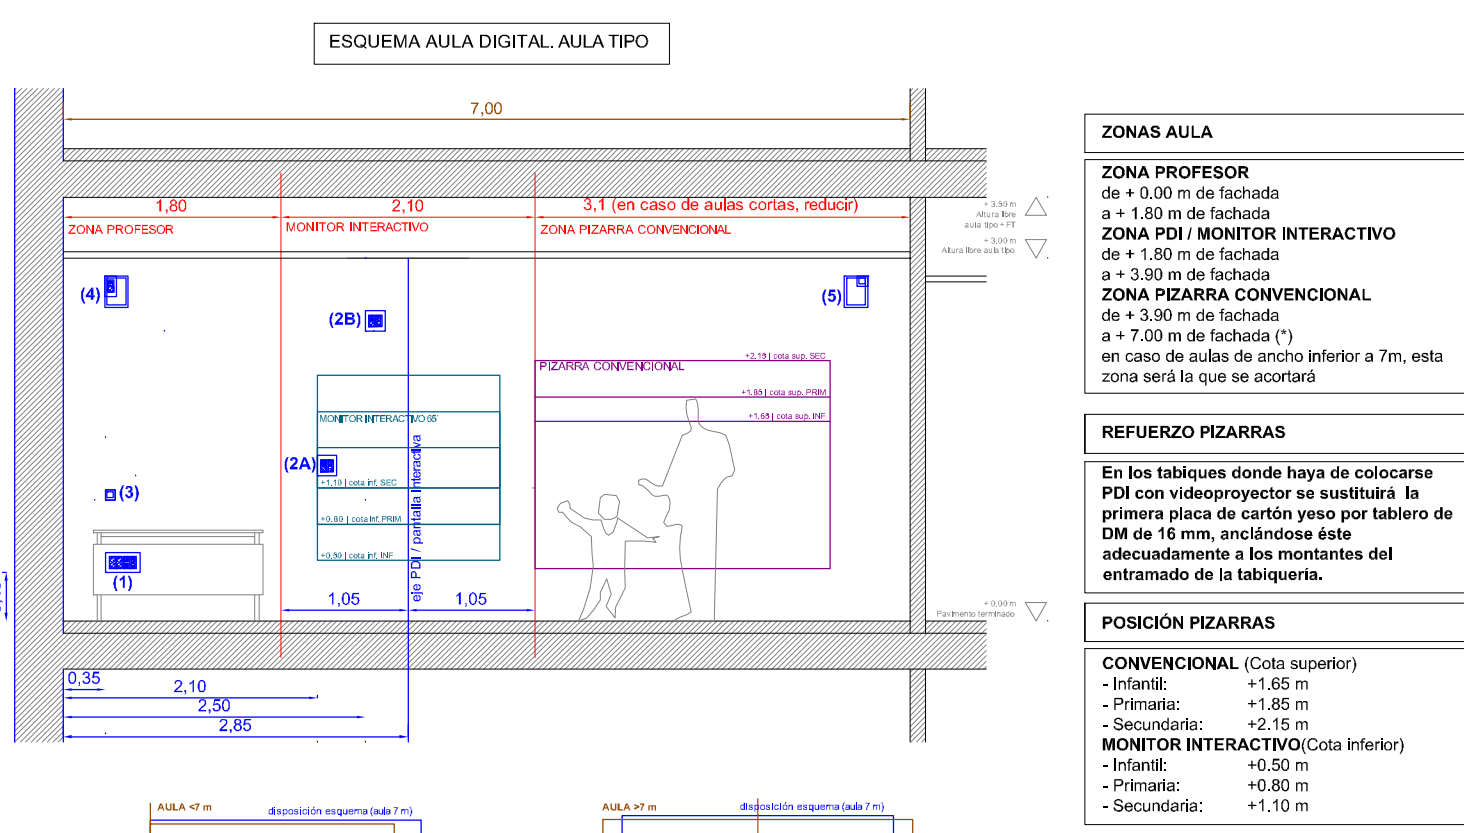 ESQUEMA AULA DIGITAL. AULA TIPO
7,00
1,80
2,10
3,1 (en caso de aulas cortas, reducir)
ZONA PROFESOR
MONITOR INTERACTIVO
ZONA PIZARRA CONVENCIONAL
+ 3.50 m
Altura libre
aula tipo + FT
+ 3,00 m
Altura libre aula tipo
(4)
(2B)
(5)
PIZARRA CONVENCIONAL
+2.15 | cota sup. SEC
+1.85 | cota sup. PRIM
+1.65 | cota sup. INF
MONITOR INTERACTIVO 65"
(2A)
+1.10 | cota inf. SEC
+0.80 | cota inf. PRIM
+0,50 | cota inf. INF
eje PDI / pantalla interactiva
(3)
(1)
1,05
1,05
+ 0,00 m
Pavimento terminado
0,35
2,10
2,50
2,85
AULA <7 m
disposición esquema (aula 7 m)
AULA >7 m
disposición esquema (aula 7 m)
ZONAS AULA
ZONA PROFESOR
de + 0.00 m de fachada
a + 1.80 m de fachada
ZONA PDI / MONITOR INTERACTIVO
de + 1.80 m de fachada
a + 3.90 m de fachada
ZONA PIZARRA CONVENCIONAL
de + 3.90 m de fachada
a + 7.00 m de fachada (*)
en caso de aulas de ancho inferior a 7m, esta
zona será la que se acortará
REFUERZO PIZARRAS
En los tabiques donde haya de colocarse
PDI con videoproyector se sustituirá la
primera placa de cartón yeso por tablero de
DM de 16 mm, anclándose éste
adecuadamente a los montantes del
entramado de la tabiquería.
POSICIÓN PIZARRAS
CONVENCIONAL (Cota superior)
- Infantil: +1.65 m
- Primaria: +1.85 m
- Secundaria: +2.15 m
MONITOR INTERACTIVO(Cota inferior)
- Infantil: +0.50 m
- Primaria: +0.80 m
- Secundaria: +1.10 m